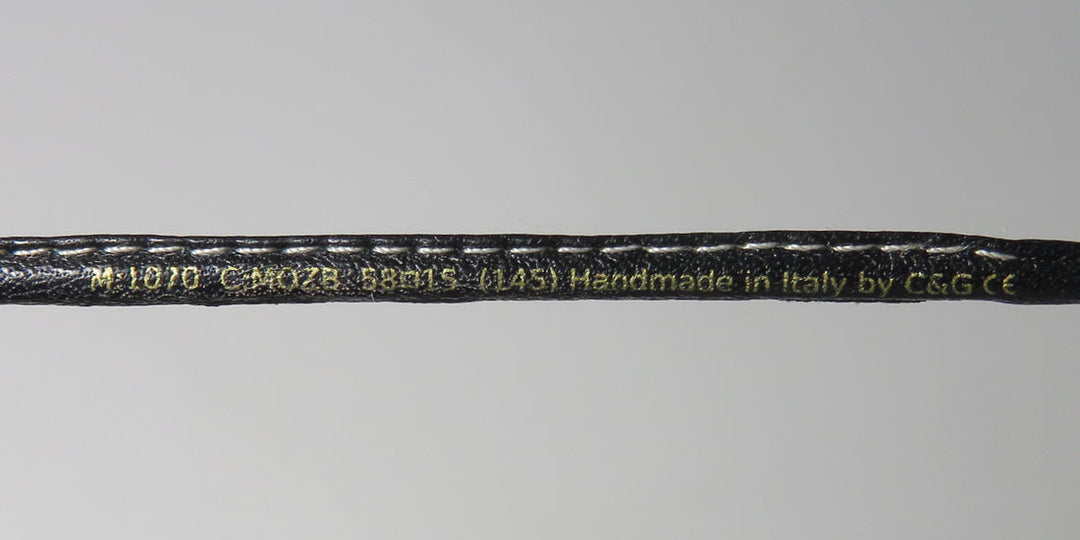 M:1070 C.MOZB 58□15 (145) Handmade in Italy by C&G CE